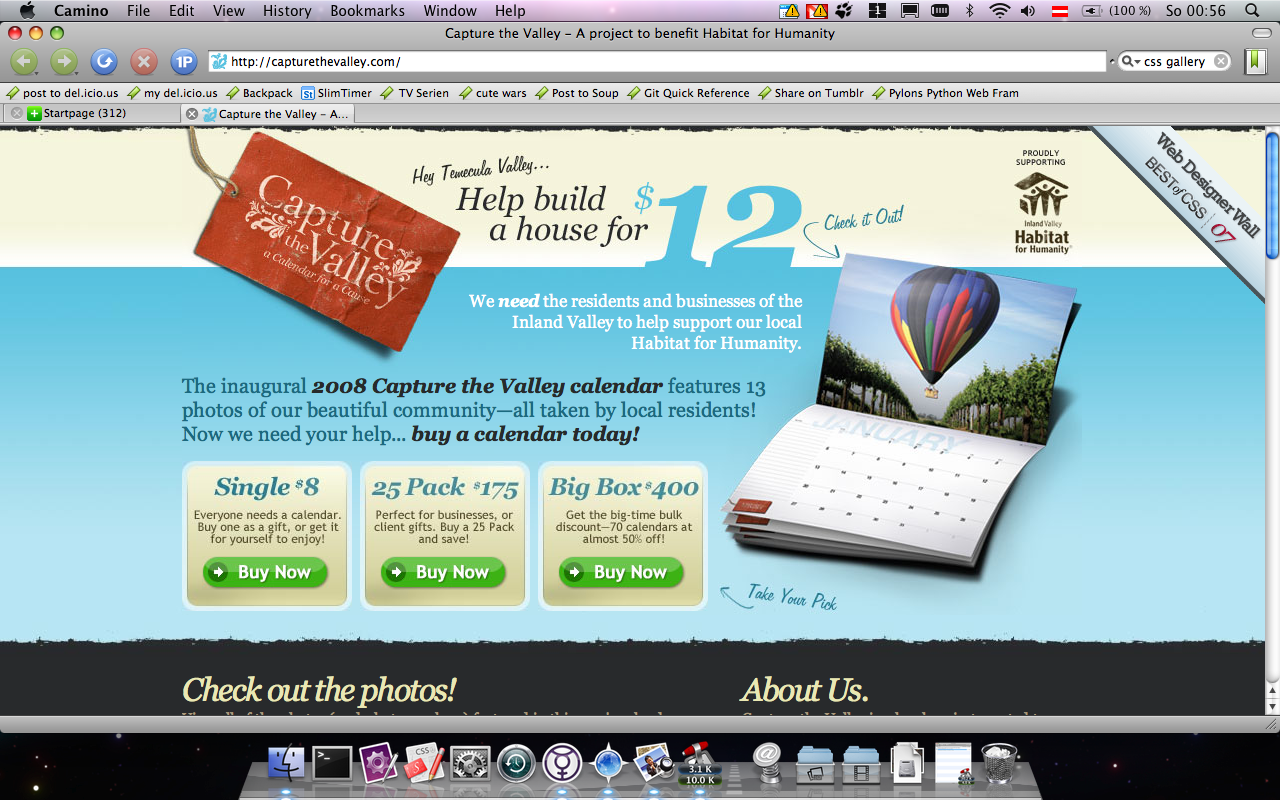 Camino File Edit View History Bookmarks Window Help 1 (100 %) So 00:56
Capture the Valley – A project to benefit Habitat for Humanity
1P http://capturethevalley.com/ css gallery
post to del.icio.us my del.icio.us Backpack St SlimTimer TV Serien cute wars Post to Soup Git Quick Reference Share on Tumblr Pylons Python Web Fram
Startpage (312) Capture the Valley – A...
Capture
the Valley
a Calendar for a Cause
Hey Temecula Valley...
Help build
a house for
$12
Check it Out!
PROUDLY
SUPPORTING
Inland Valley
Habitat
for Humanity®
Web Designer Wall
BEST of CSS 07
We need the residents and businesses of the
Inland Valley to help support our local
Habitat for Humanity.
The inaugural 2008 Capture the Valley calendar features 13
photos of our beautiful community—all taken by local residents!
Now we need your help... buy a calendar today!
JANUARY
Single $8
Everyone needs a calendar.
Buy one as a gift, or get it
for yourself to enjoy!
Buy Now
25 Pack $175
Perfect for businesses, or
client gifts. Buy a 25 Pack
and save!
Buy Now
Big Box $400
Get the big-time bulk
discount—70 calendars at
almost 50% off!
Buy Now
Take Your Pick
Check out the photos!
About Us.
CSS
3.1 K
10.0 K